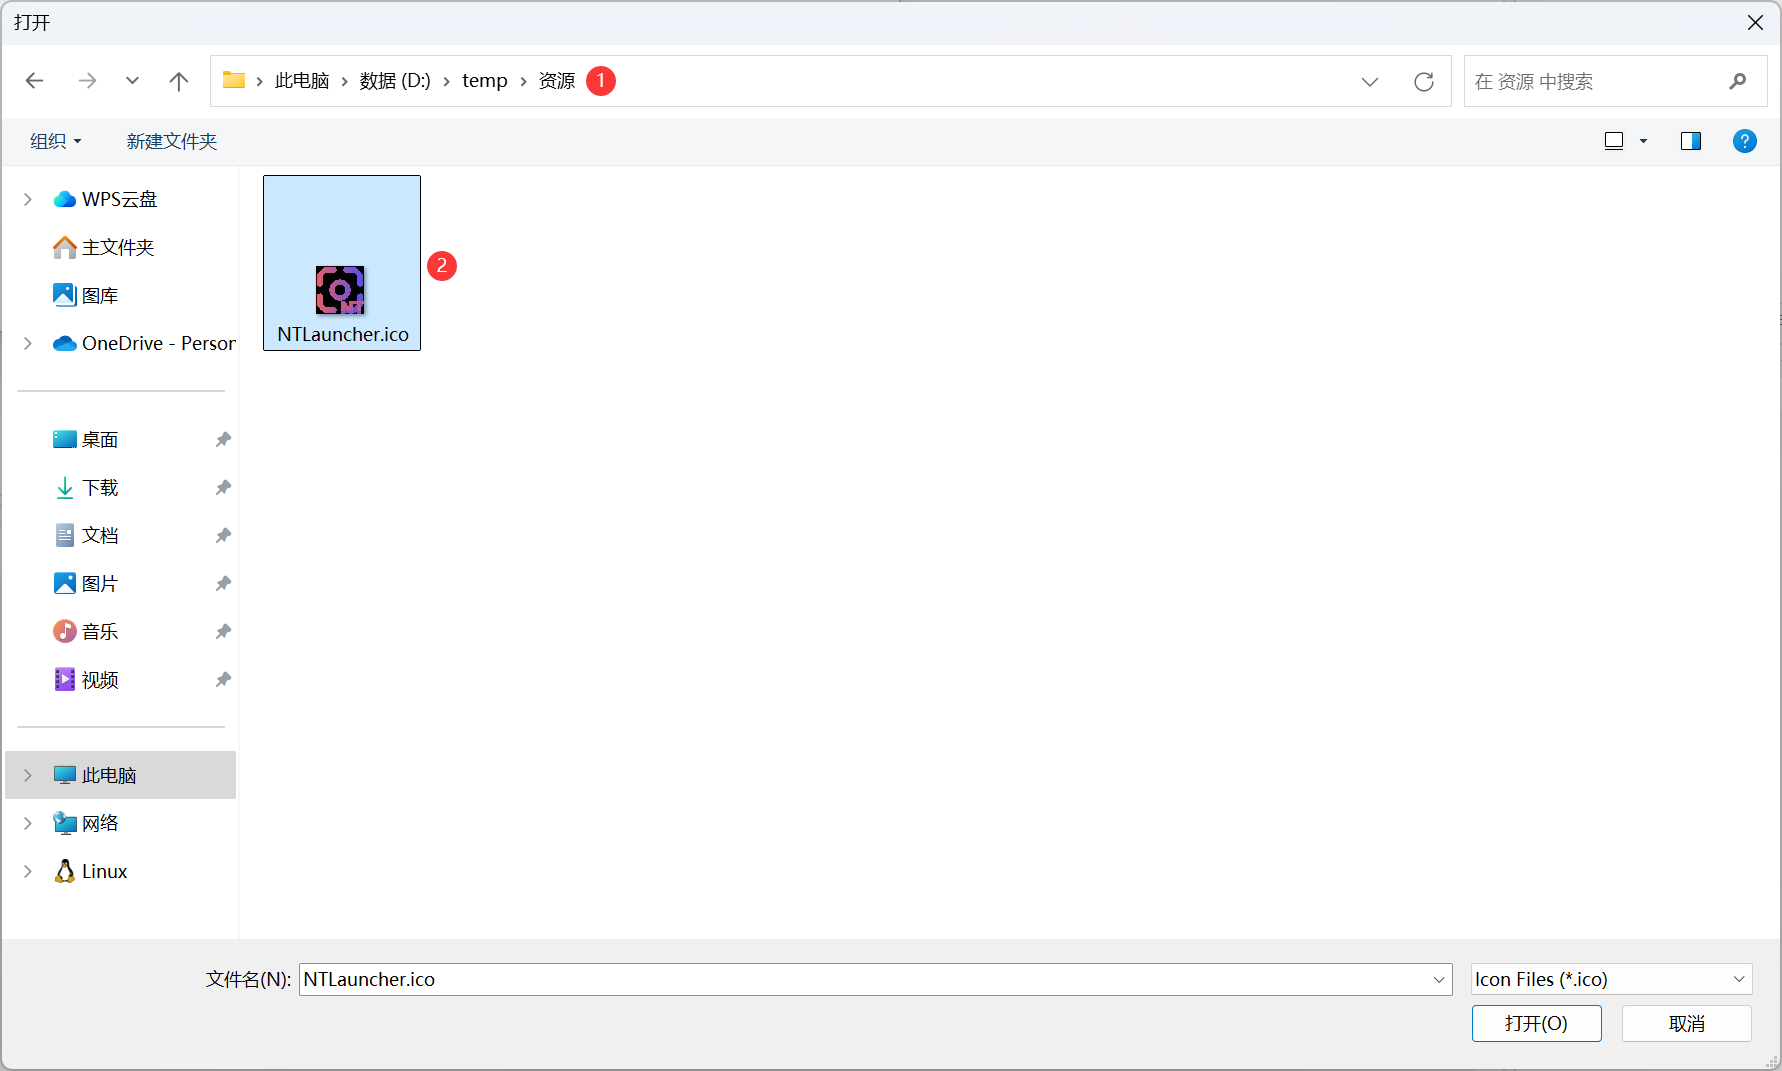 打开
此电脑 数据 (D:) temp 资源 1
在 资源 中搜索
组织 新建文件夹
?
WPS云盘
主文件夹
图库
OneDrive - Person
桌面
下载
文档
图片
音乐
视频
此电脑
网络
Linux
NT
NTLauncher.ico
2
文件名(N): NTLauncher.ico
Icon Files (*.ico)
打开(O) 取消